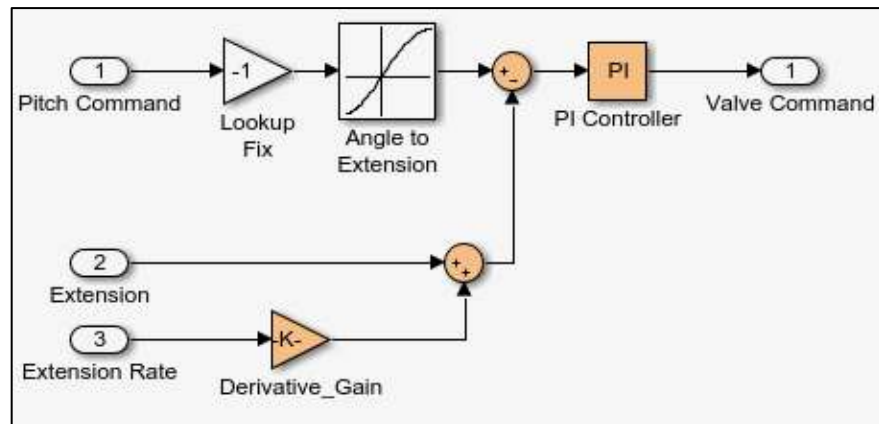 1
Pitch Command
-1
Lookup
Fix
Angle to
Extension
+
-
PI
PI Controller
1
Valve Command
2
Extension
+
+
3
Extension Rate
-K-
Derivative_Gain